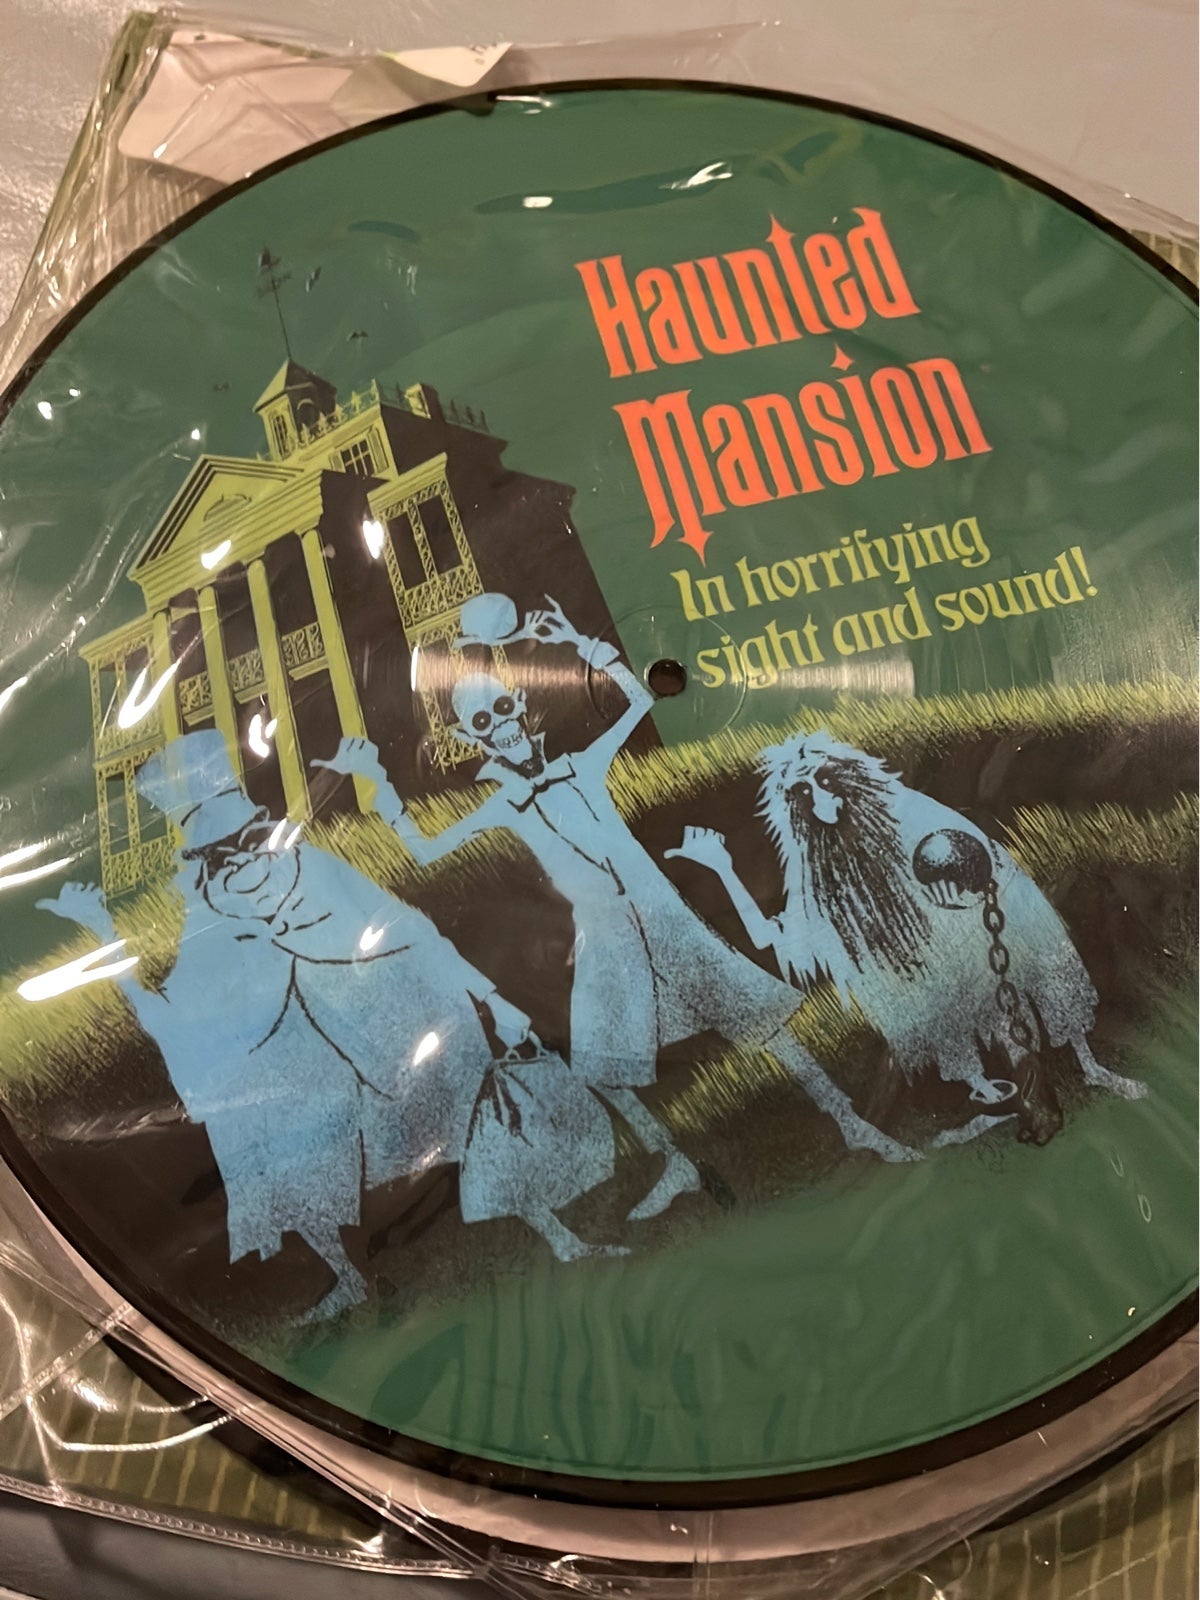 Haunted
Mansion
In horrifying
sight and sound!